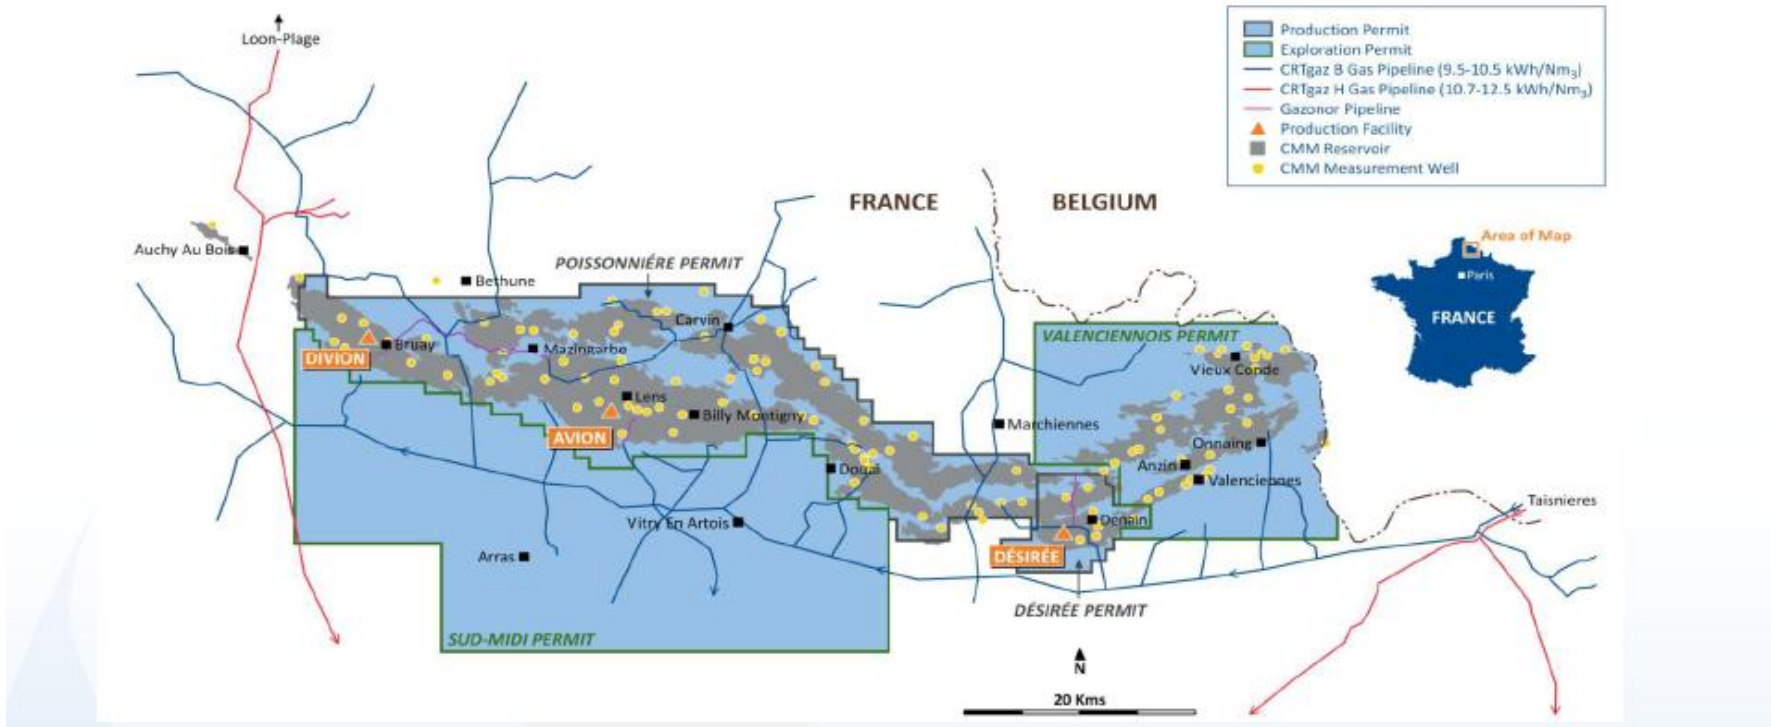 Loon-Plage
Production Permit
Exploration Permit
CRTgaz B Gas Pipeline (9.5-10.5 kWh/Nm3)
CRTgaz H Gas Pipeline (10.7-12.5 kWh/Nm3)
Gazonor Pipeline
Production Facility
CMM Reservoir
CMM Measurement Well
FRANCE
BELGIUM
Auchy Au Bois
Area of Map
Paris
FRANCE
POISSONNIÉRE PERMIT
Bethune
Carvin
VALENCIENNOIS PERMIT
DIVION
Bruay
Mazingarbe
Vieux Conde
Lens
Billy Montigny
Marchiennes
AVION
Onnaing
Douai
Anzin
Valenciennes
Taisnieres
Vitry En Artois
Denain
Arras
DÉSIRÉE
DÉSIRÉE PERMIT
SUD-MIDI PERMIT
N
20 Kms